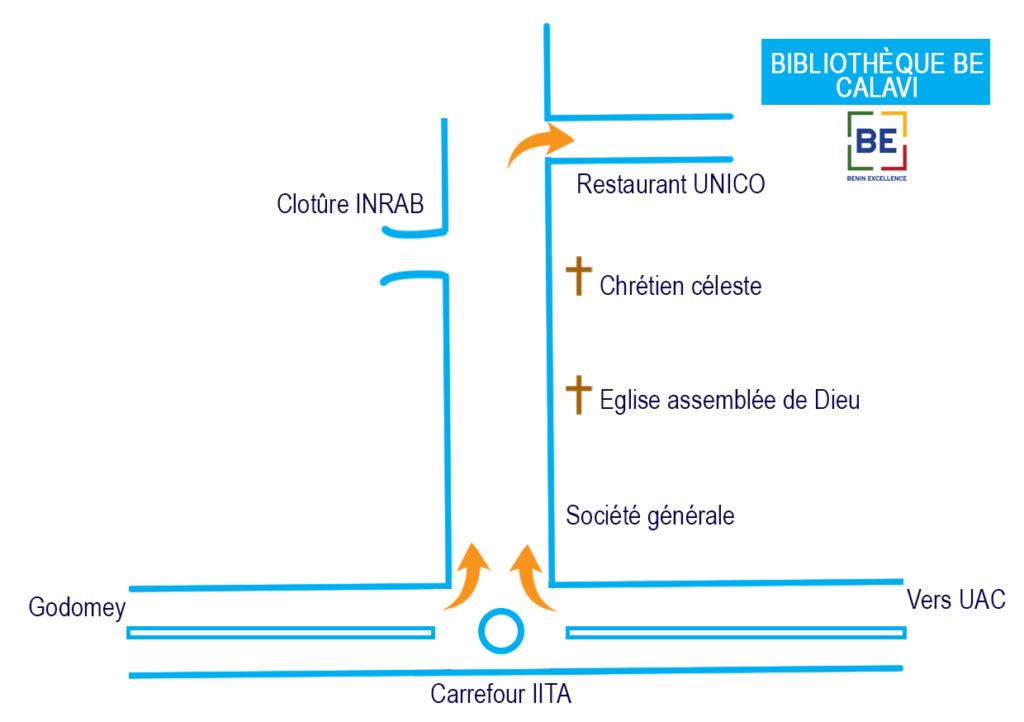 BIBLIOTHÈQUE BE
CALAVI
BE
BENIN EXCELLENCE
Restaurant UNICO
Clotûre INRAB
Chrétien céleste
Eglise assemblée de Dieu
Société générale
Godomey
Vers UAC
Carrefour IITA